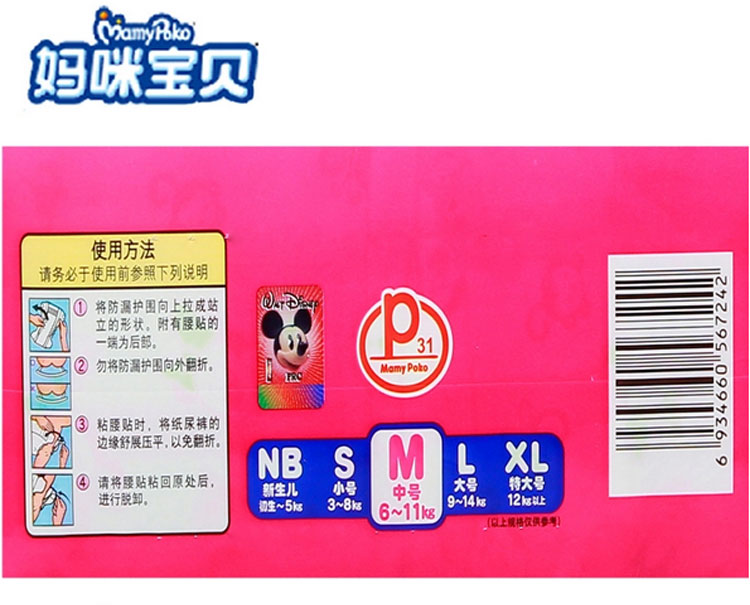 MamyPoko
妈咪宝贝
使用方法
请务必于使用前参照下列说明
① 将防漏护围向上拉成站
立的形状。附有腰贴的
一端为后部。
② 勿将防漏护围向外翻折。
③ 粘腰贴时，将纸尿裤的
边缘舒展压平，以免翻折。
④ 请将腰贴粘回原处后，
进行脱卸。
WALT DISNEY
PRC
P
31
Mamy Poko
NB
新生儿
初生~5kg
S
小号
3~8kg
M
中号
6~11kg
L
大号
9~14kg
XL
特大号
12kg以上
(以上规格仅供参考)
6 934660 567242